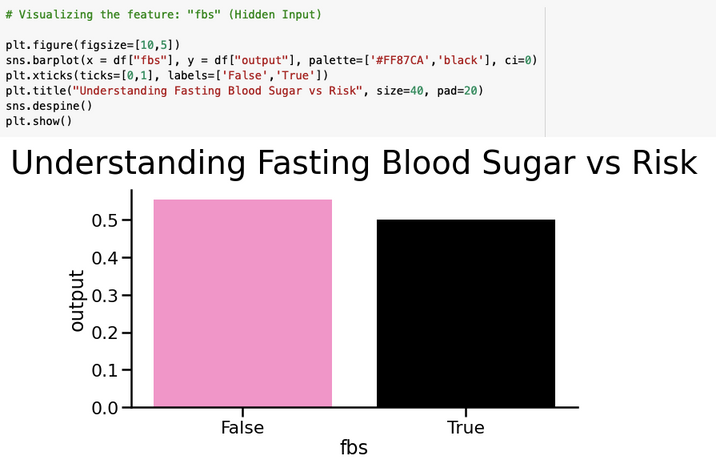 # Visualizing the feature: "fbs" (Hidden Input)
plt.figure(figsize=[10,5])
sns.barplot(x = df["fbs"], y = df["output"], palette=['#FF87CA','black'], ci=0)
plt.xticks(ticks=[0,1], labels=['False','True'])
plt.title("Understanding Fasting Blood Sugar vs Risk", size=40, pad=20)
sns.despine()
plt.show()
Understanding Fasting Blood Sugar vs Risk
output
0.5
0.4
0.3
0.2
0.1
0.0
False True
fbs